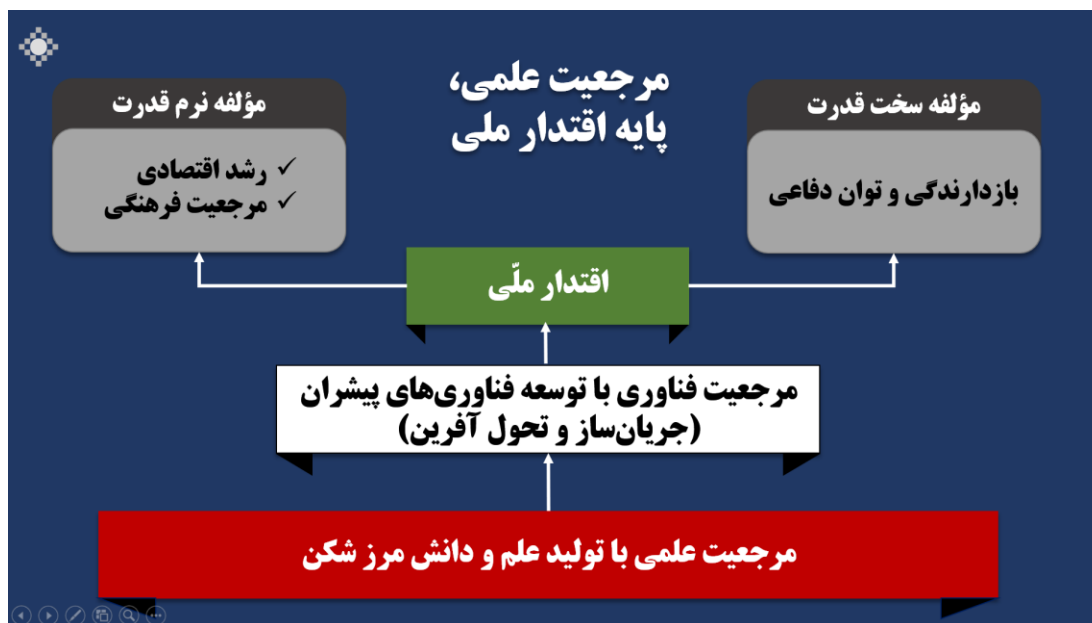 مرجعیت علمی،
پایه اقتدار ملی
مؤلفه سخت قدرت
بازدارندگی و توان دفاعی
مؤلفه نرم قدرت
✓ رشد اقتصادی
✓ مرجعیت فرهنگی
اقتدار ملّی
مرجعیت فناوری با توسعه فناوری‌های پیشران
(جریان‌ساز و تحول آفرین)
مرجعیت علمی با تولید علم و دانش مرز شکن